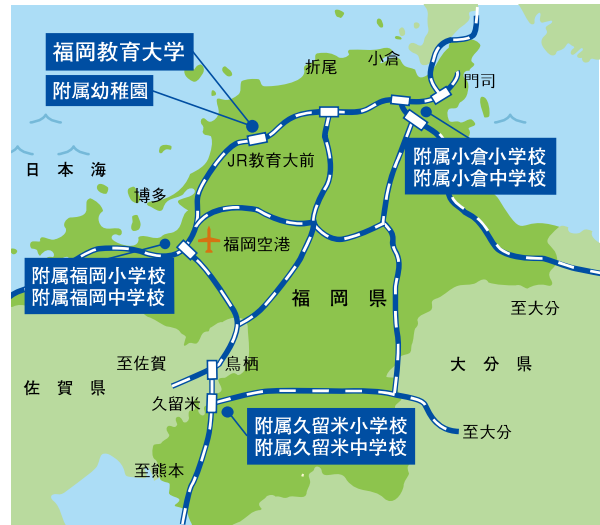 福岡教育大学
附属幼稚園
折尾
小倉
門司
JR教育大前
附属小倉小学校
附属小倉中学校
日本海
博多
福岡空港
附属福岡小学校
附属福岡中学校
福岡県
至大分
至佐賀
鳥栖
大分県
佐賀県
久留米
附属久留米小学校
附属久留米中学校
至大分
至熊本